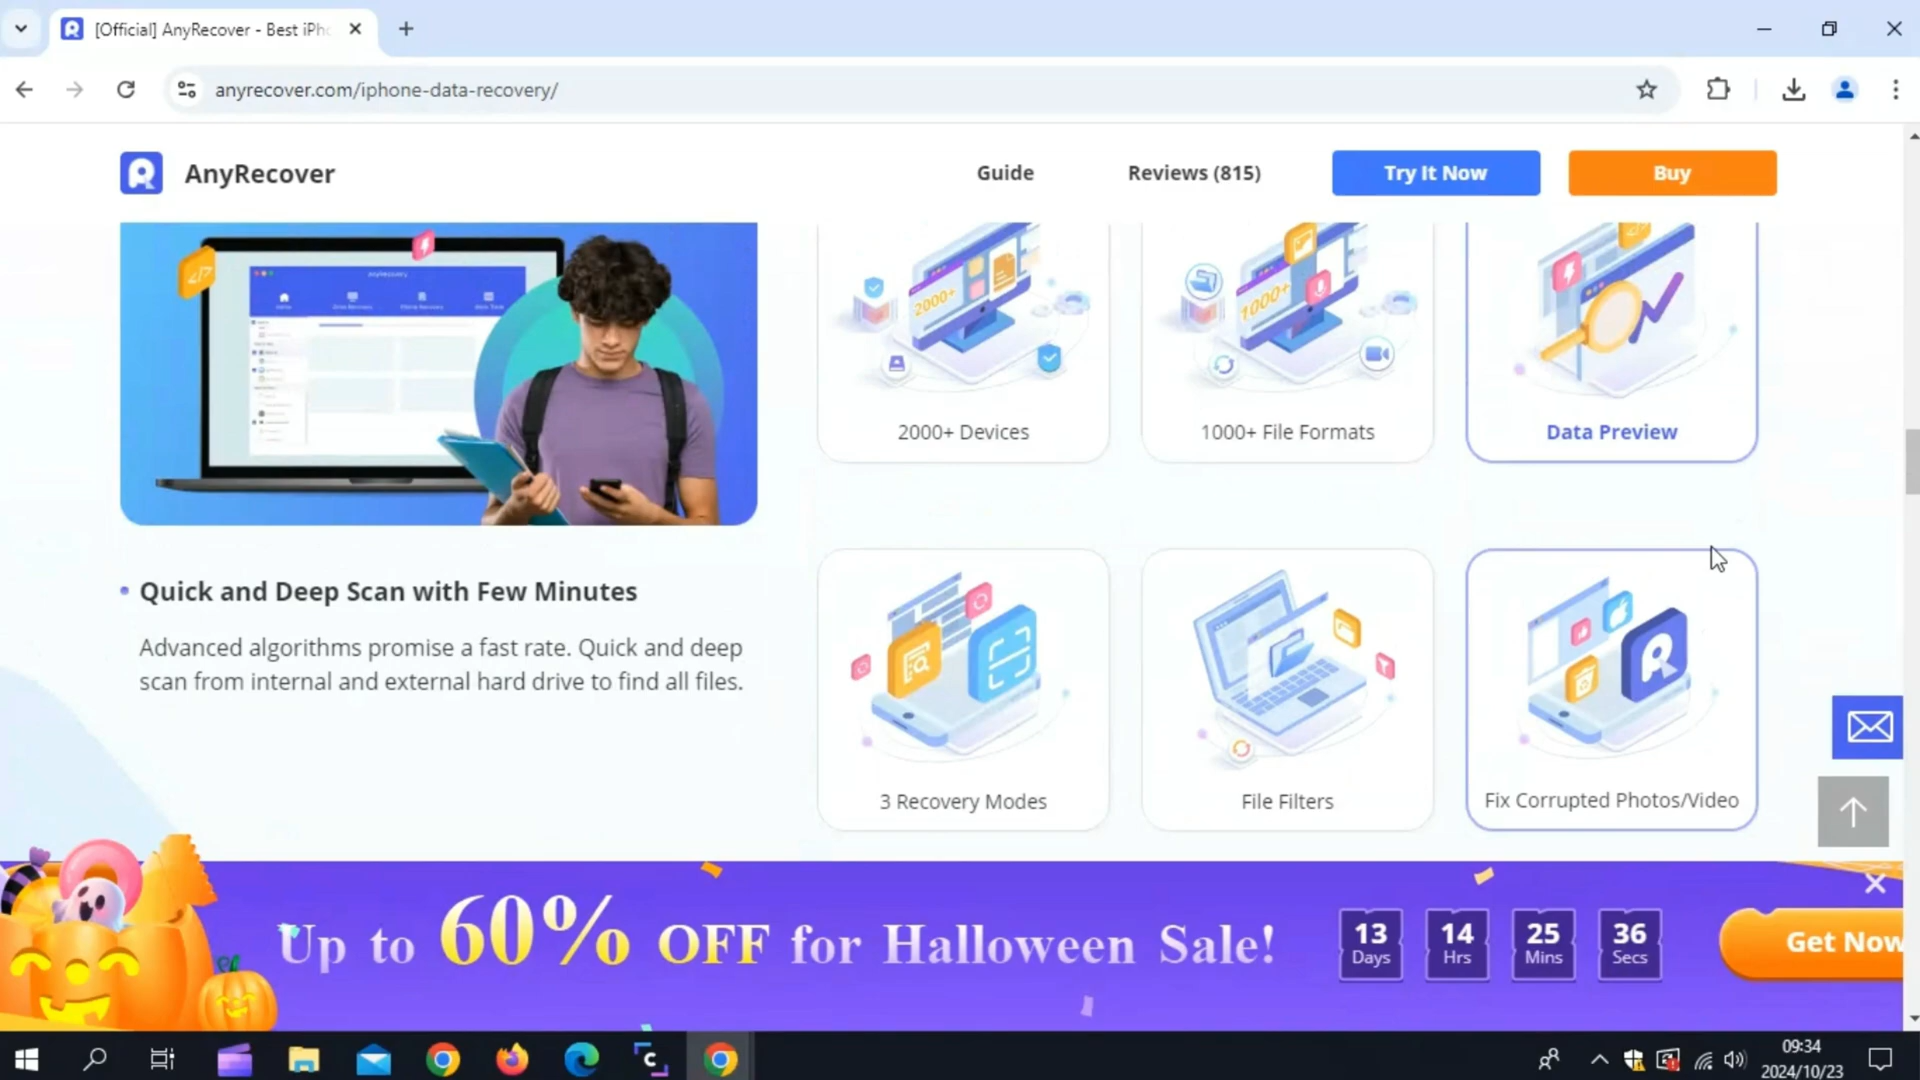 [Official] AnyRecover - Best iPho
anyrecover.com/iphone-data-recovery/
AnyRecover
Guide
Reviews (815)
Try It Now
Buy
2000+
1000+
2000+ Devices
1000+ File Formats
Data Preview
Quick and Deep Scan with Few Minutes
Advanced algorithms promise a fast rate. Quick and deep
scan from internal and external hard drive to find all files.
3 Recovery Modes
File Filters
Fix Corrupted Photos/Video
Up to 60% OFF for Halloween Sale!
13 14 25 36
Days Hrs Mins Secs
Get Now
09:34
2024/10/23